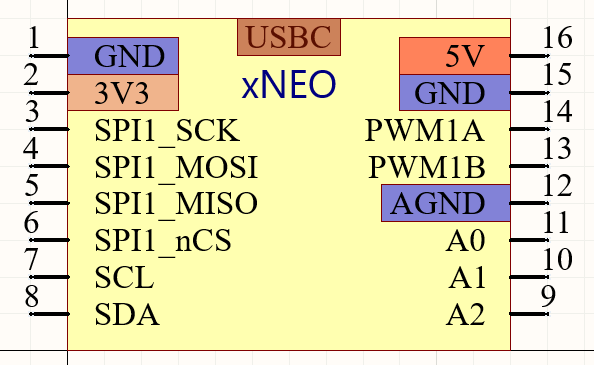 USBC
xNEO
1 GND
2 3V3
3 SPI1_SCK
4 SPI1_MOSI
5 SPI1_MISO
6 SPI1_nCS
7 SCL
8 SDA
5V 16
GND 15
PWM1A 14
PWM1B 13
AGND 12
A0 11
A1 10
A2 9